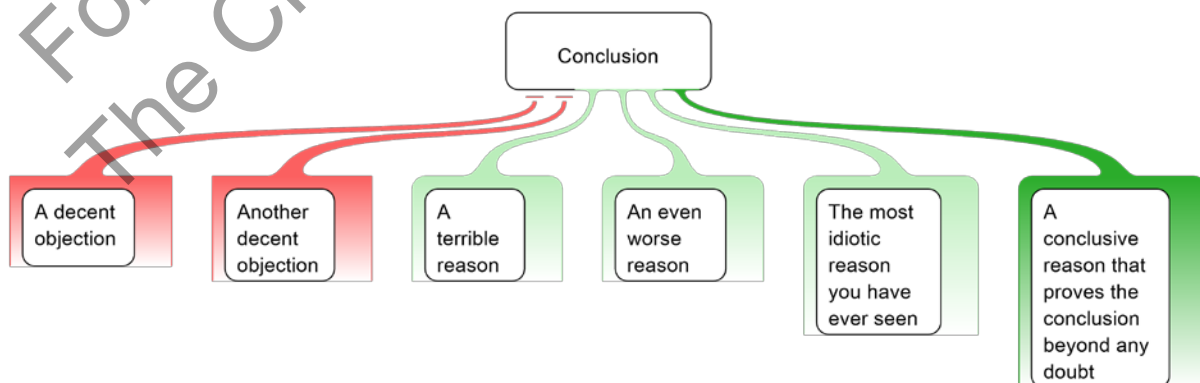 The
Conclusion
A decent
objection
Another
decent
objection
A
terrible
reason
An even
worse
reason
The most
idiotic
reason
you have
ever seen
A
conclusive
reason that
proves the
conclusion
beyond any
doubt